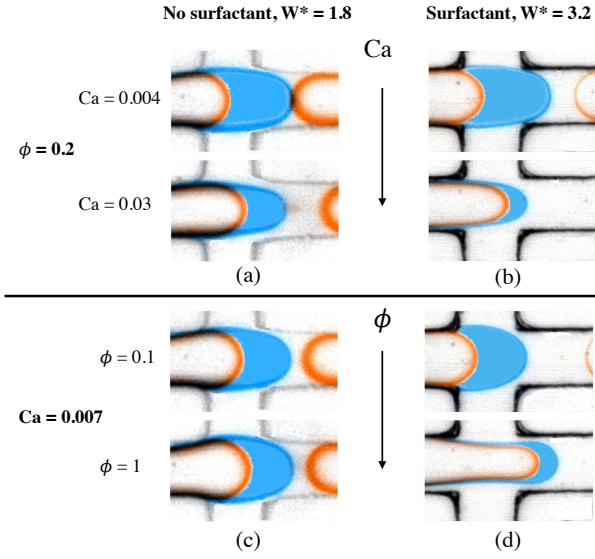 No surfactant, W* = 1.8
Surfactant, W* = 3.2
Ca
Ca = 0.004
ϕ = 0.2
Ca = 0.03
(a)
(b)
ϕ
ϕ = 0.1
Ca = 0.007
ϕ = 1
(c)
(d)